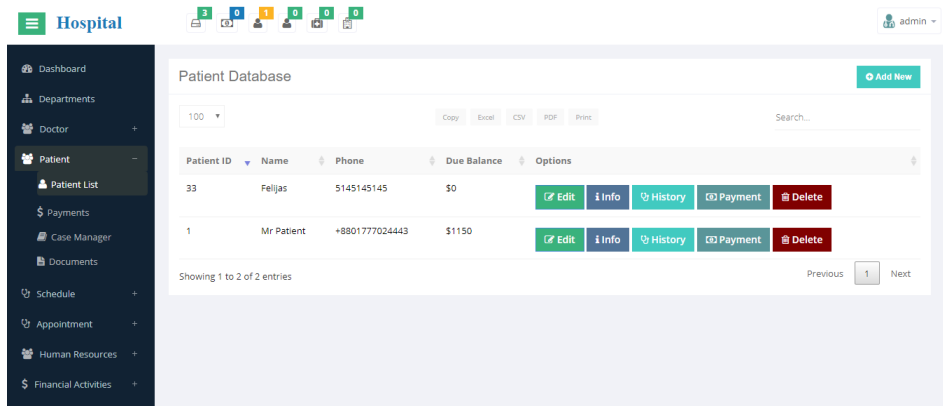 Hospital 3 0 1 0 0 0 admin
Dashboard
Departments
Doctor +
Patient −
Patient List
$ Payments
Case Manager
Documents
Schedule +
Appointment +
Human Resources +
$ Financial Activities +
Patient Database Add New
100 Copy Excel CSV PDF Print Search...
Patient ID Name Phone Due Balance Options
33 Felijas 5145145145 $0 Edit Info History Payment Delete
1 Mr Patient +8801777024443 $1150 Edit Info History Payment Delete
Showing 1 to 2 of 2 entries Previous 1 Next